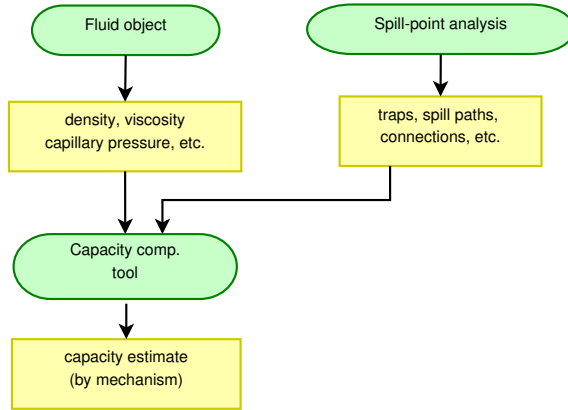 Fluid object
Spill-point analysis
density, viscosity
capillary pressure, etc.
traps, spill paths,
connections, etc.
Capacity comp.
tool
capacity estimate
(by mechanism)